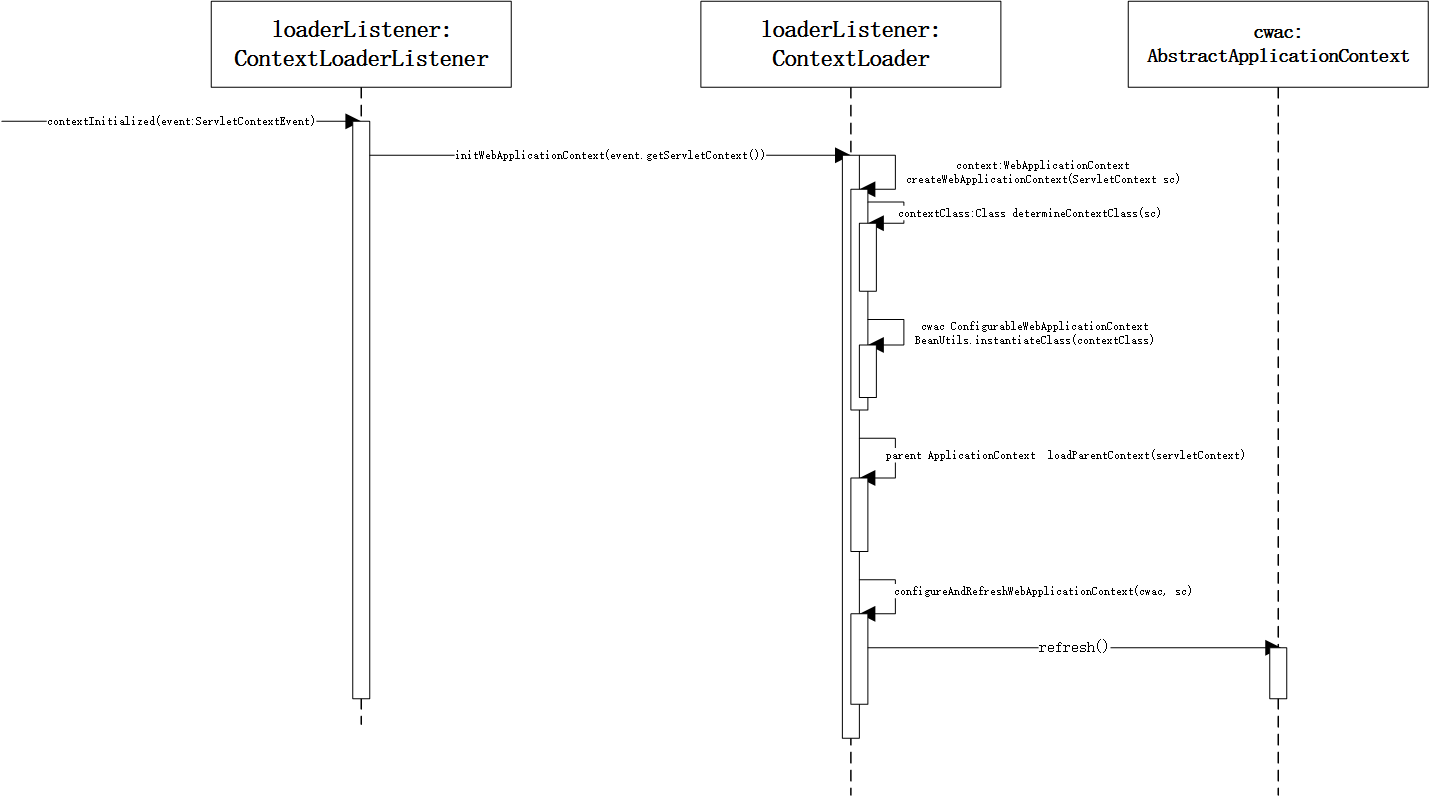 loaderListener:
ContextLoaderListener
loaderListener:
ContextLoader
cwac:
AbstractApplicationContext
contextInitialized(event:ServletContextEvent)
initWebApplicationContext(event.getServletContext())
context:WebApplicationContext
createWebApplicationContext(ServletContext sc)
contextClass:Class determineContextClass(sc)
cwac ConfigurableWebApplicationContext
BeanUtils.instantiateClass(contextClass)
parent ApplicationContext  loadParentContext(servletContext)
configureAndRefreshWebApplicationContext(cwac, sc)
refresh()